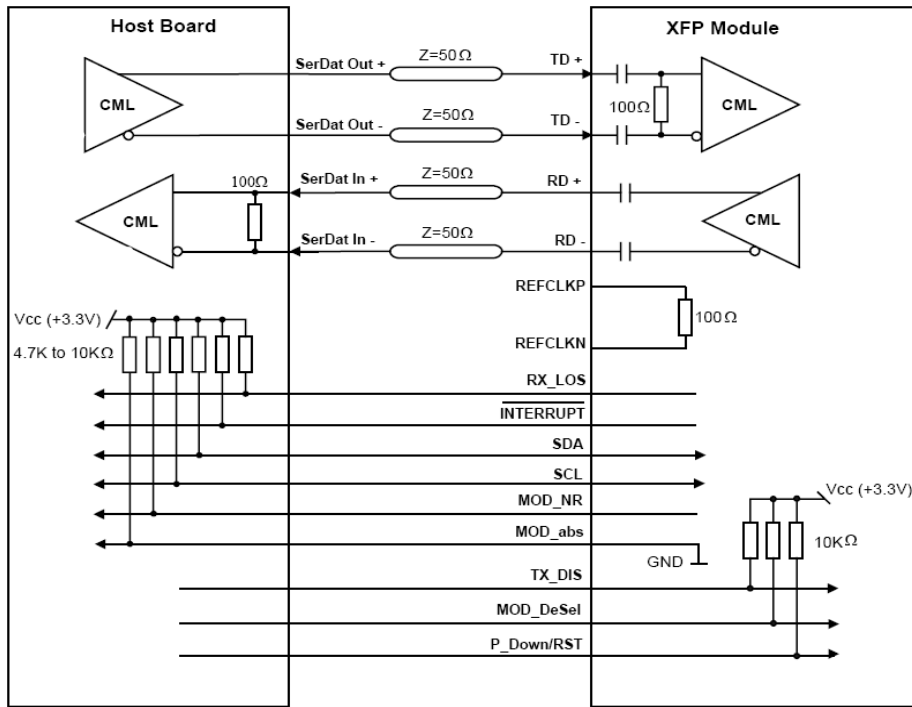 Host Board
XFP Module
SerDat Out +
Z=50Ω
TD +
CML
100Ω
CML
SerDat Out -
Z=50Ω
TD -
100Ω
SerDat In +
Z=50Ω
RD +
CML
CML
SerDat In -
Z=50Ω
RD -
REFCLKP
Vcc (+3.3V)
100Ω
4.7K to 10KΩ
REFCLKN
RX_LOS
INTERRUPT
SDA
SCL
Vcc (+3.3V)
MOD_NR
MOD_abs
10KΩ
GND
TX_DIS
MOD_DeSel
P_Down/RST